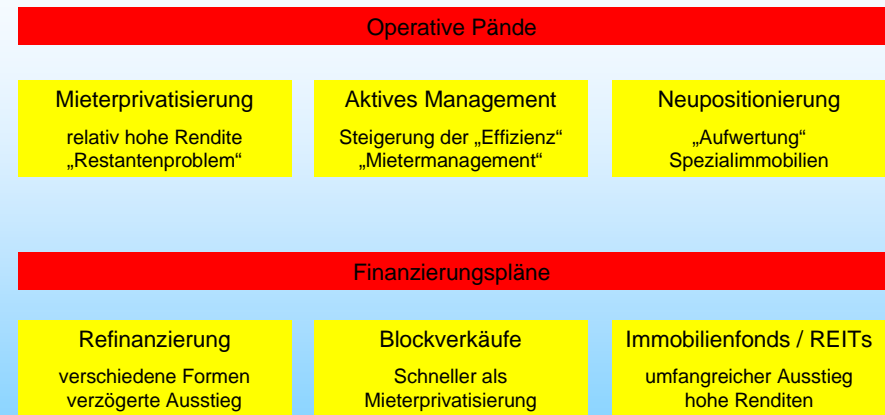 Operative Pände
Mieterprivatisierung
relativ hohe Rendite
„Restantenproblem“
Aktives Management
Steigerung der „Effizienz“
„Mietermanagement“
Neupositionierung
„Aufwertung“
Spezialimmobilien
Finanzierungspläne
Refinanzierung
verschiedene Formen
verzögerte Ausstieg
Blockverkäufe
Schneller als
Mieterprivatisierung
Immobilienfonds / REITs
umfangreicher Ausstieg
hohe Renditen